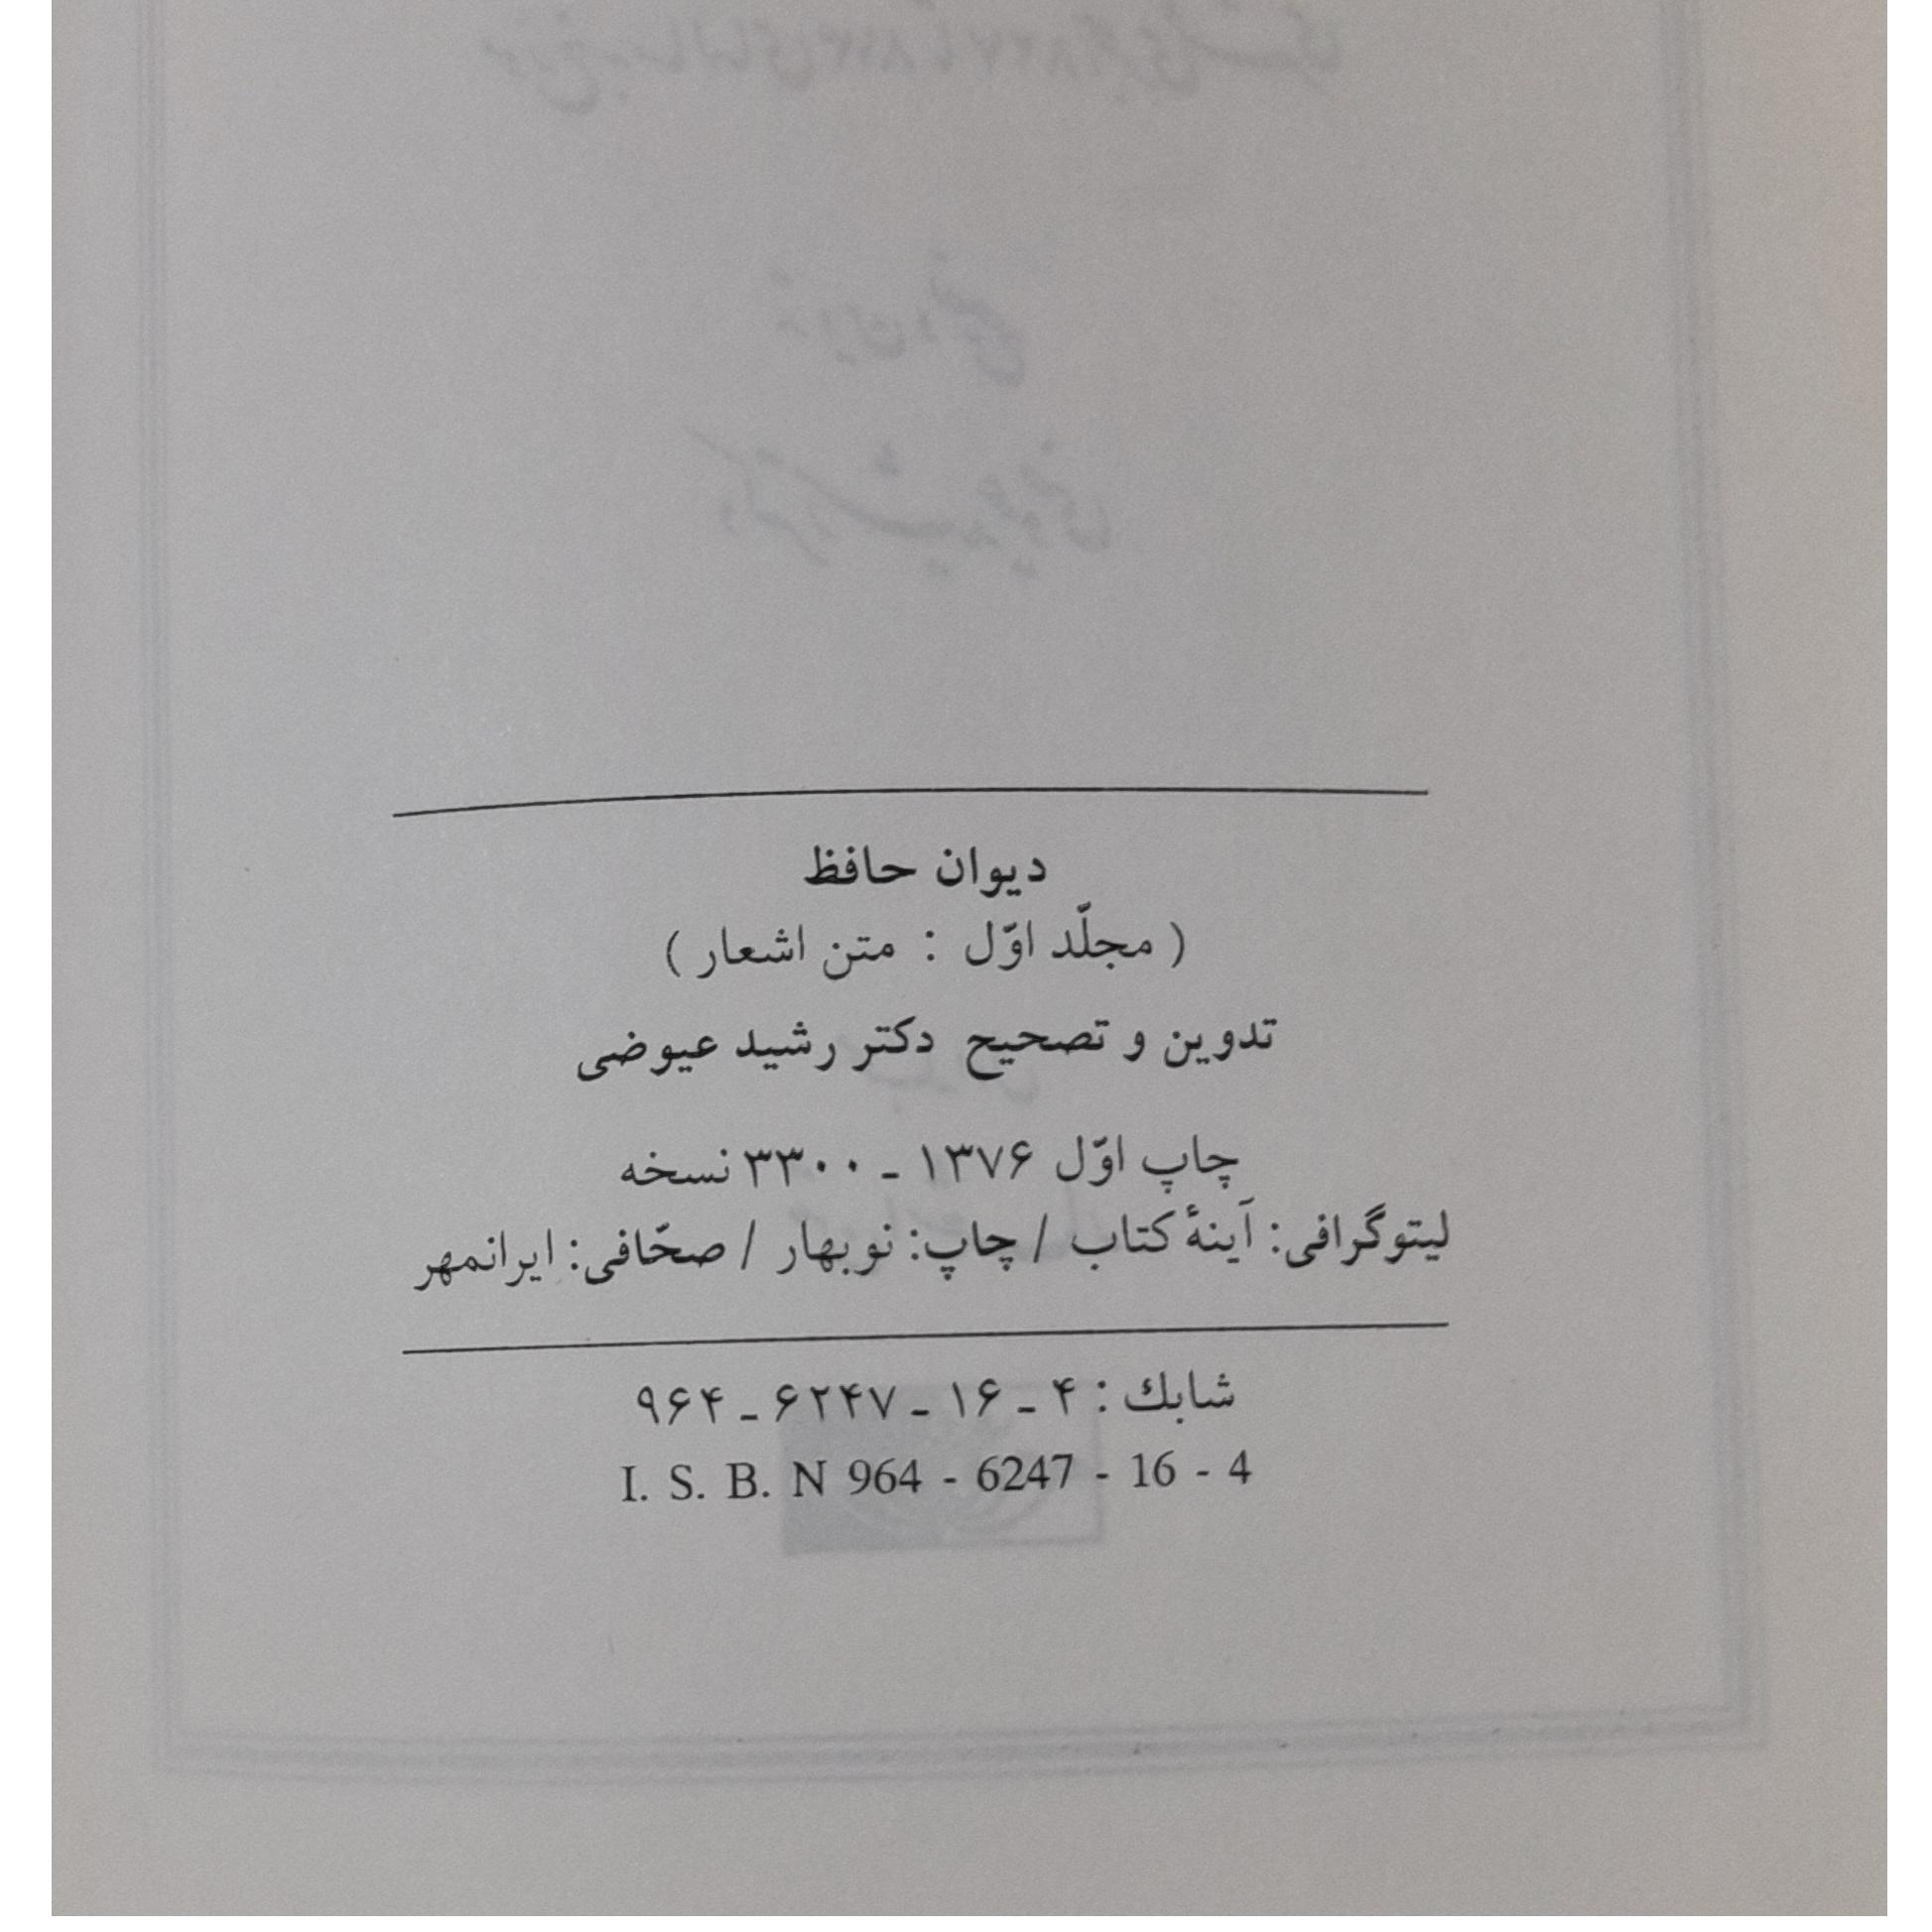 دیوان حافظ
( مجلّد اوّل : متن اشعار )
تدوین و تصحیح دکتر رشید عیوضی
چاپ اوّل ۱۳۷۶ ـ ۳۳۰۰ نسخه
لیتوگرافی: آینهٔ کتاب / چاپ: نوبهار / صحّافی: ایرانمهر
شابك : ۴ ـ ۱۶ ـ ۶۲۴۷ ـ ۹۶۴
I. S. B. N 964 - 6247 - 16 - 4